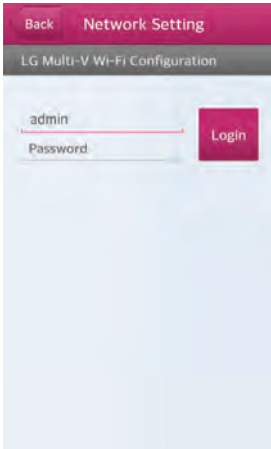 Back Network Setting
LG Multi-V Wi-Fi Configuration
admin
Login
Password